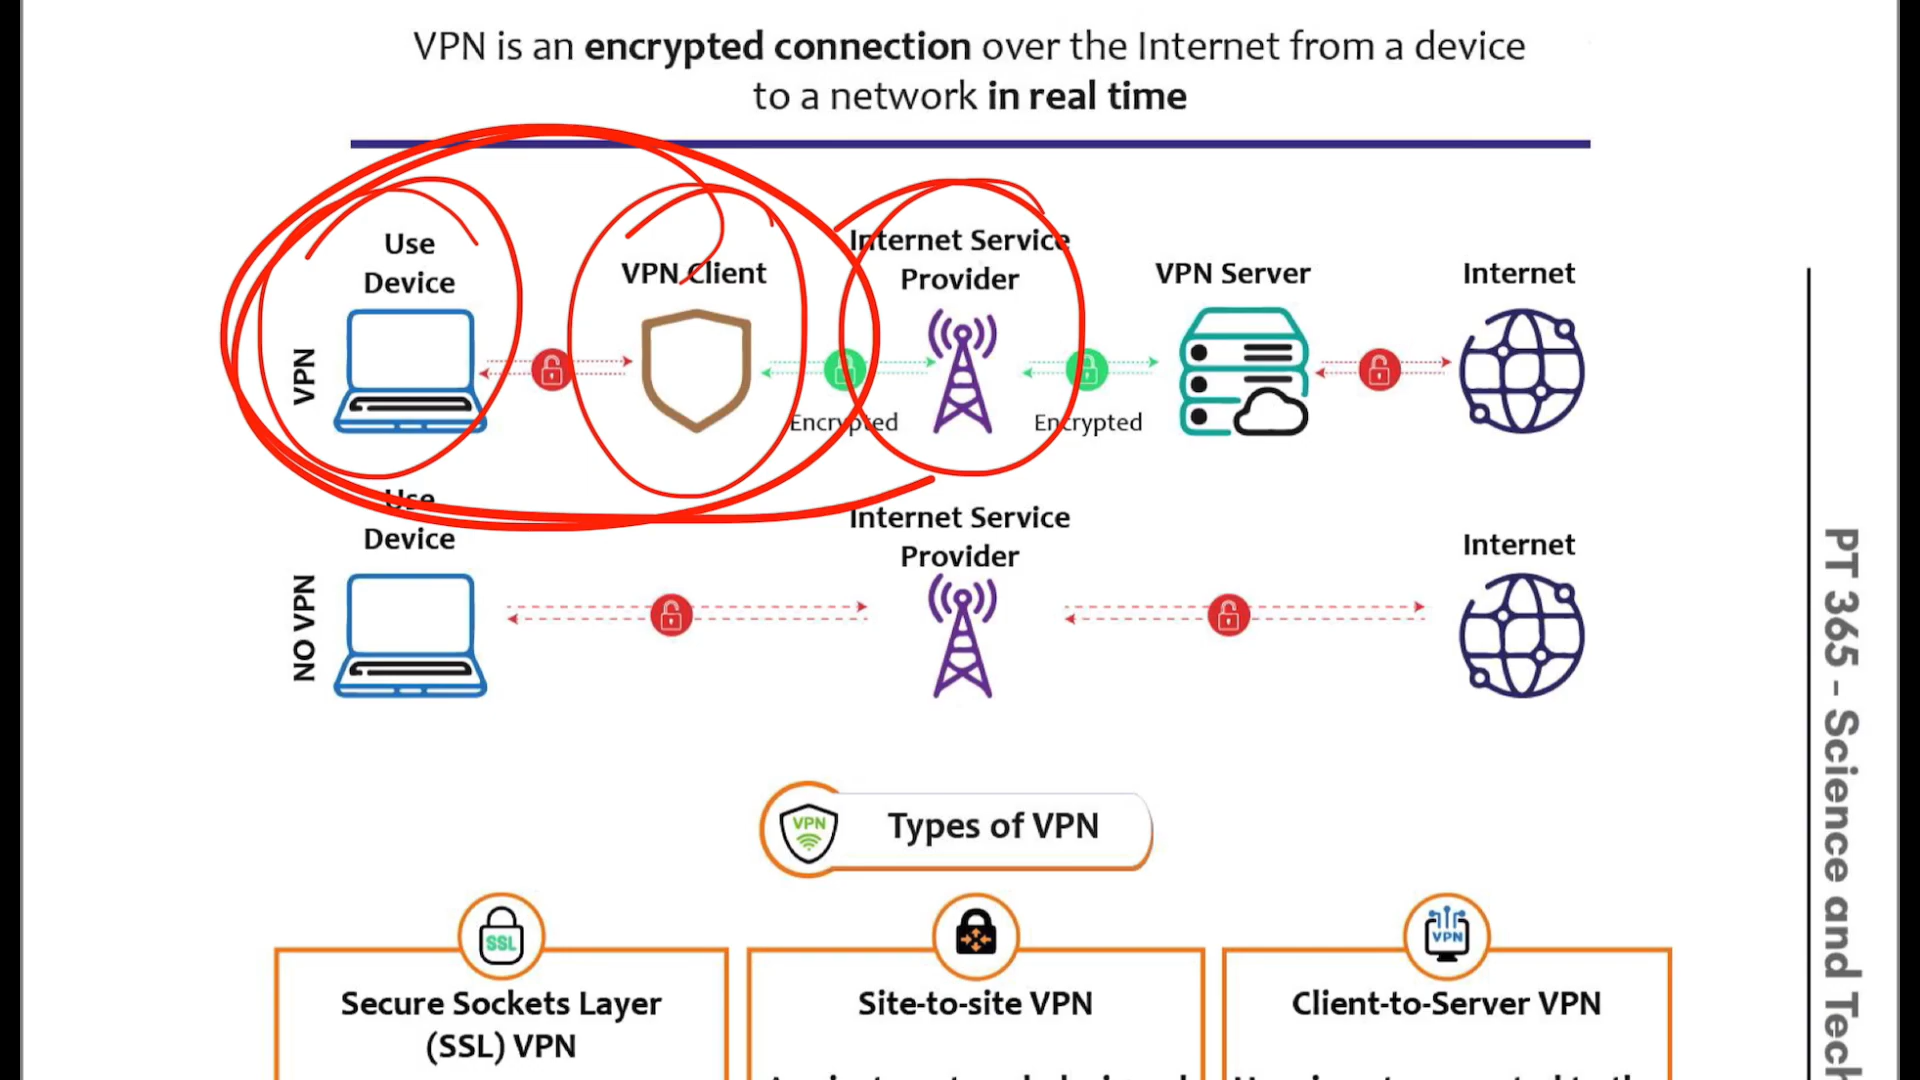 VPN is an encrypted connection over the Internet from a device
to a network in real time
Use
Device
VPN Client
Internet Service
Provider
VPN Server
Internet
VPN
Encrypted
Encrypted
Use
Device
Internet Service
Provider
Internet
NO VPN
VPN
Types of VPN
SSL
VPN
Secure Sockets Layer
(SSL) VPN
Site-to-site VPN
Client-to-Server VPN
PT 365 - Science and Tech